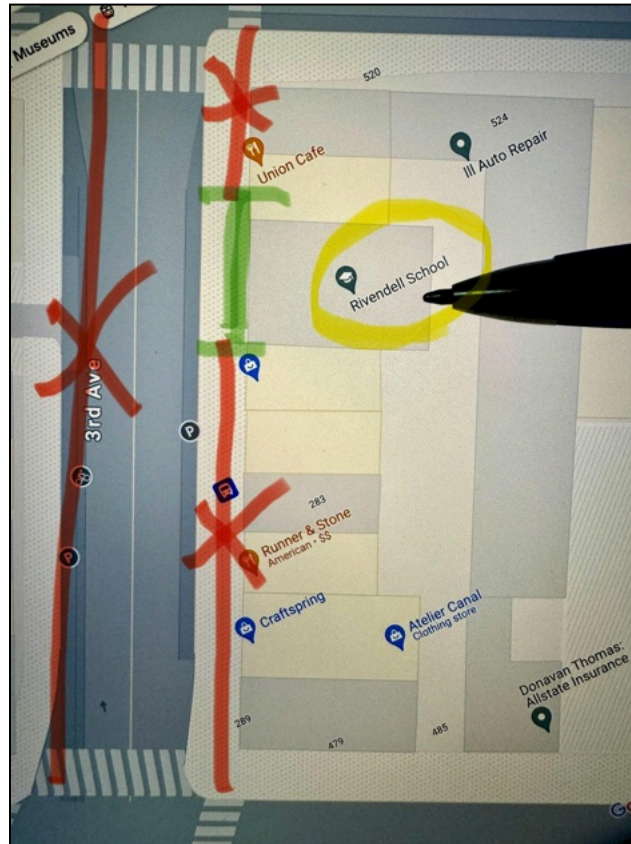 Museums
520
524
III Auto Repair
Union Cafe
Rivendell School
3rd Ave
P
P
283
Runner & Stone
American • $$
Craftspring
Atelier Canal
Clothing store
Donavan Thomas:
Allstate Insurance
289
479
485
Go